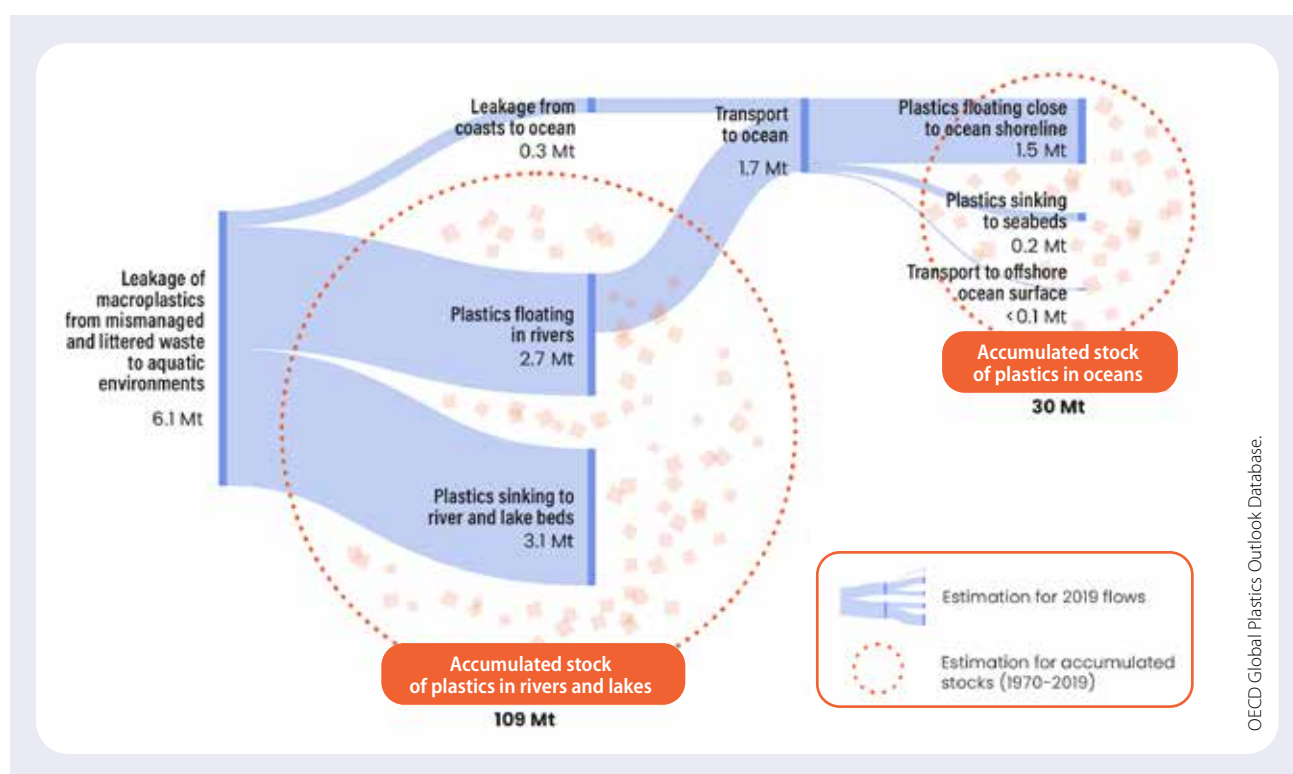 Leakage of
macroplastics
from mismanaged
and littered waste
to aquatic
environments
6.1 Mt
Leakage from
coasts to ocean
0.3 Mt
Plastics floating
in rivers
2.7 Mt
Plastics sinking to
river and lake beds
3.1 Mt
Accumulated stock
of plastics in rivers and lakes
109 Mt
Transport
to ocean
1.7 Mt
Plastics floating close
to ocean shoreline
1.5 Mt
Plastics sinking
to seabeds
0.2 Mt
Transport to offshore
ocean surface
<0.1 Mt
Accumulated stock
of plastics in oceans
30 Mt
Estimation for 2019 flows
Estimation for accumulated
stocks (1970-2019)
OECD Global Plastics Outlook Database.